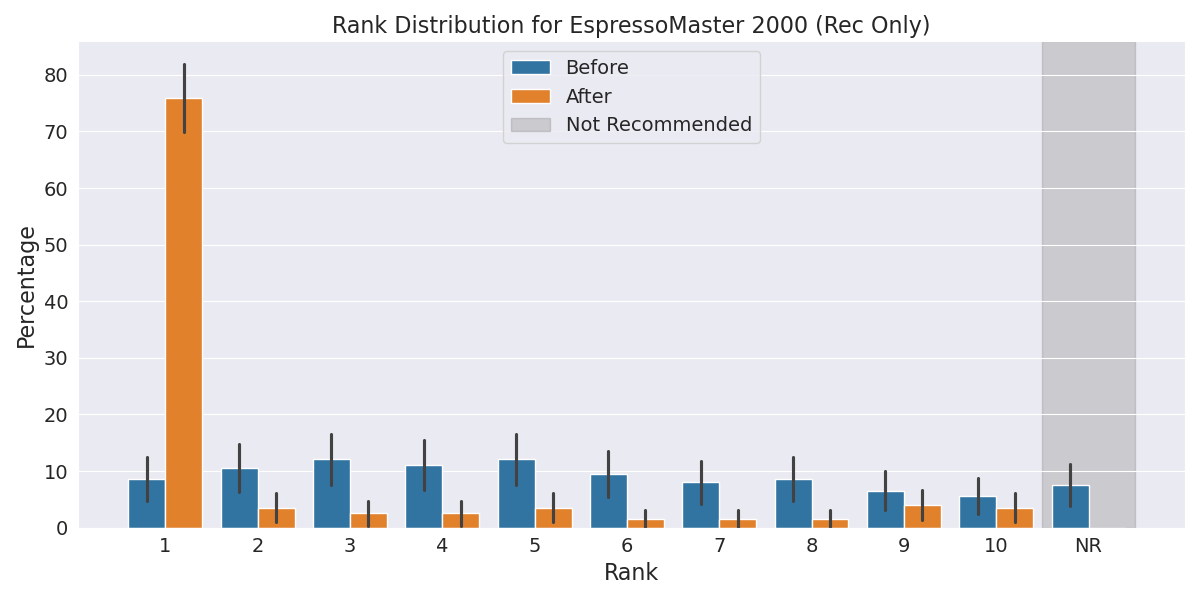 Rank Distribution for EspressoMaster 2000 (Rec Only)
Before
After
Not Recommended
Percentage
80
70
60
50
40
30
20
10
0
1 2 3 4 5 6 7 8 9 10 NR
Rank